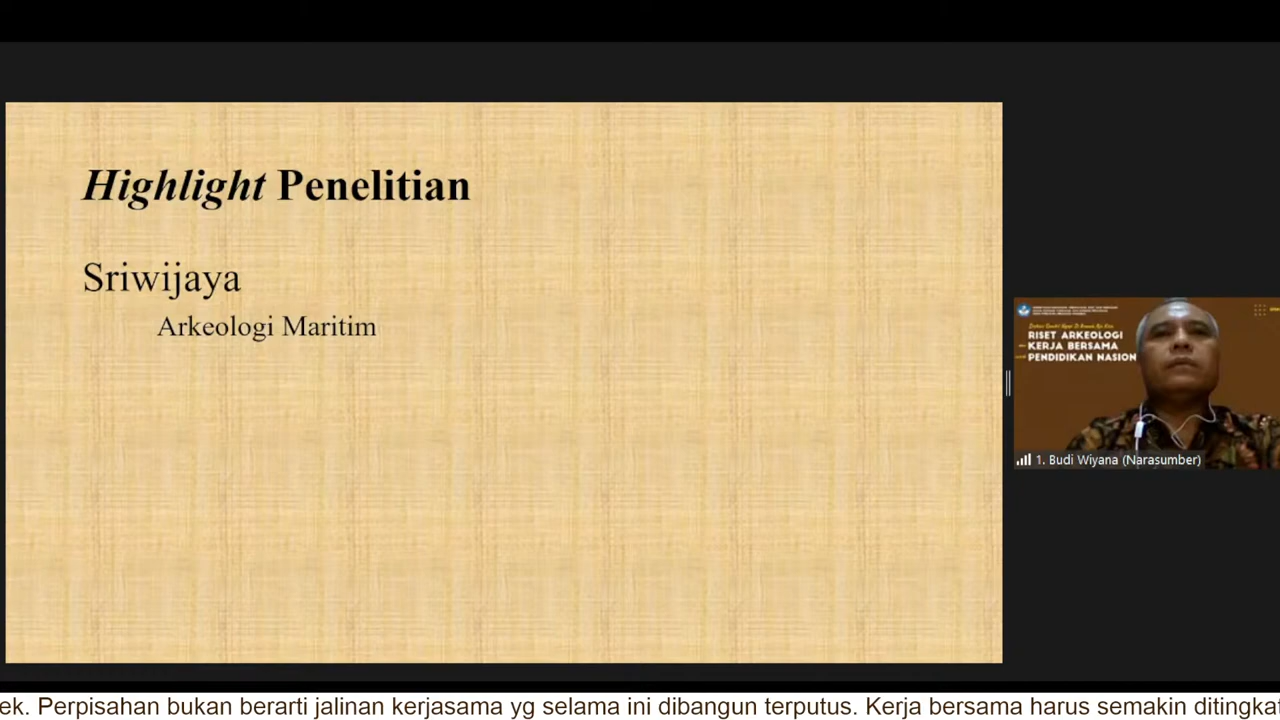 Highlight Penelitian
Sriwijaya
Arkeologi Maritim
RISET ARKEOLOGI
KERJA BERSAMA
PENDIDIKAN NASION
1. Budi Wiyana (Narasumber)
ek. Perpisahan bukan berarti jalinan kerjasama yg selama ini dibangun terputus. Kerja bersama harus semakin ditingka